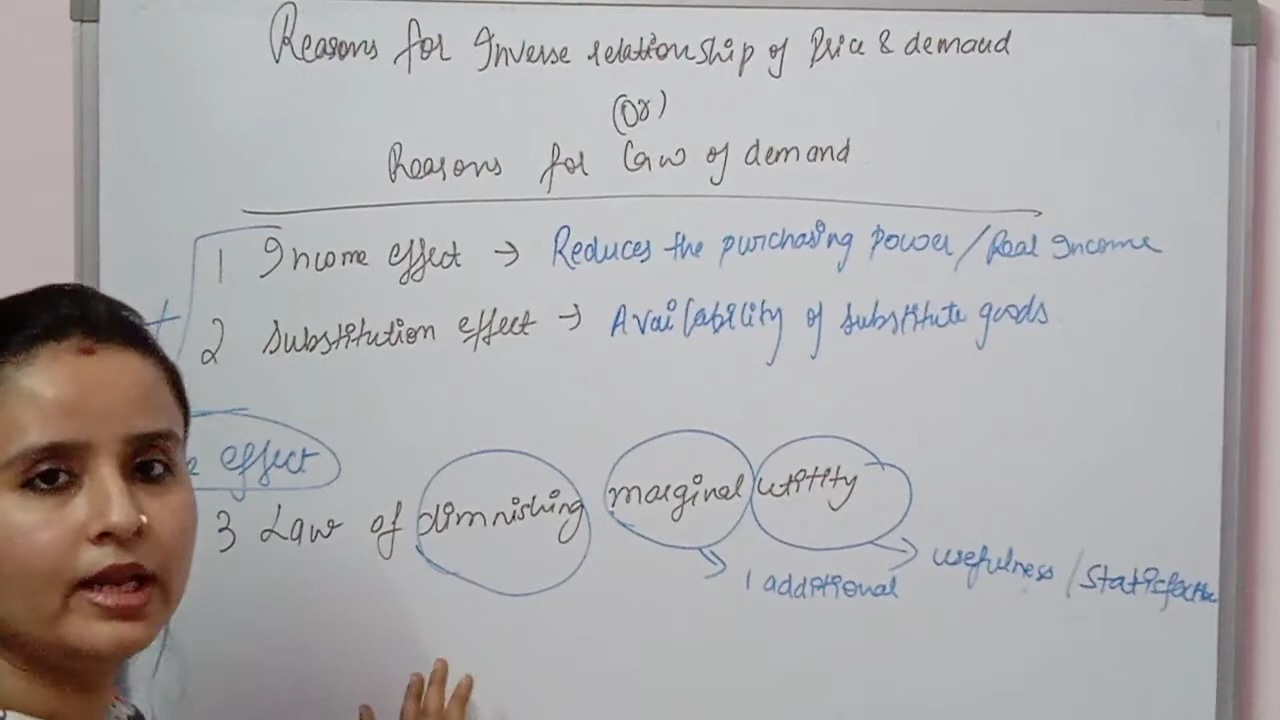 Reasons for Inverse relationship of Price & demand
(Or)
Reasons for Law of demand
1 Income effect → Reduces the purchasing power / Real Income
+
2 Substitution effect → Availability of substitute goods
effect
3 Law of dimnishing marginal utility
→ 1 additional
→ usefulness / Statisfactio